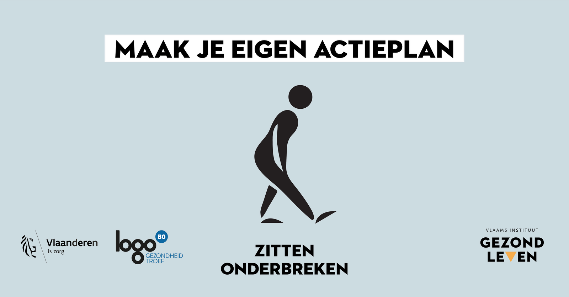 MAAK JE EIGEN ACTIEPLAN
Vlaanderen
is zorg
logo
GEZONDHEID
ZITTEN
ONDERBREKEN
VLAAMS INSTITUUT
GEZOND
LEVEN